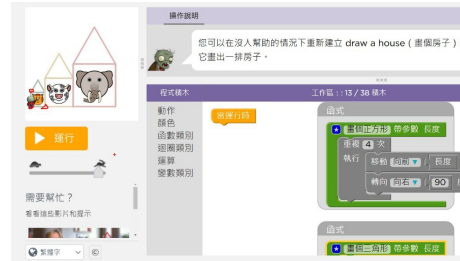 操作說明
您可以在沒人幫助的情況下重新建立 draw a house ( 畫個房子 )
它畫出一排房子。
程式積木
工作區 : : 13 / 38 積木
動作
顏色
函數類別
迴圈類別
運算
變數類別
當運行時
函式
畫個正方形 帶參數 長度
重複 4 次
執行 移動 向前 長度
轉向 向右 90
函式
畫個三角形 帶參數 長度
運行
需要幫忙？
看看這些影片和提示
繁體字
©